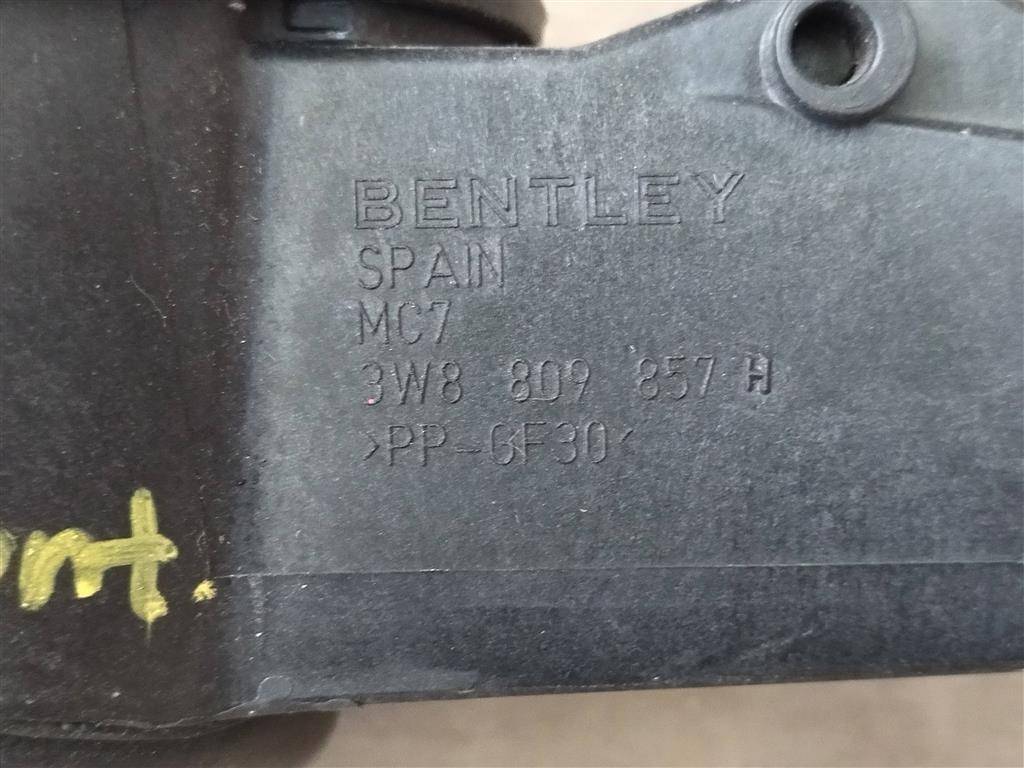 BENTLEY
SPAIN
MC7
3W8 809 857 H
>PP-GF30<